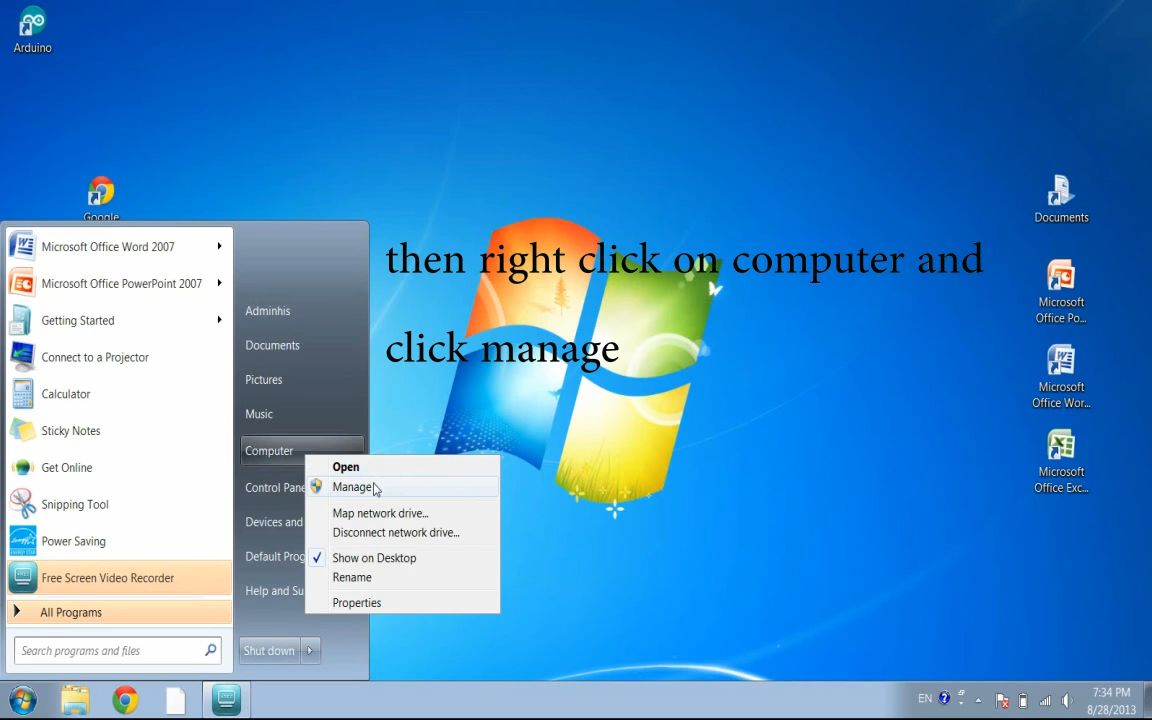 Arduino
Google
Documents
Microsoft
Office Po...
Microsoft
Office Wor...
Microsoft
Office Exc...
then right click on computer and
click manage
Microsoft Office Word 2007
Microsoft Office PowerPoint 2007
Getting Started
Connect to a Projector
Calculator
Sticky Notes
Get Online
Snipping Tool
Power Saving
Free Screen Video Recorder
All Programs
Search programs and files
Adminhis
Documents
Pictures
Music
Computer
Control Pane
Devices and
Default Prog
Help and Su
Shut down
Open
Manage
Map network drive...
Disconnect network drive...
Show on Desktop
Rename
Properties
EN
7:34 PM
8/28/2013